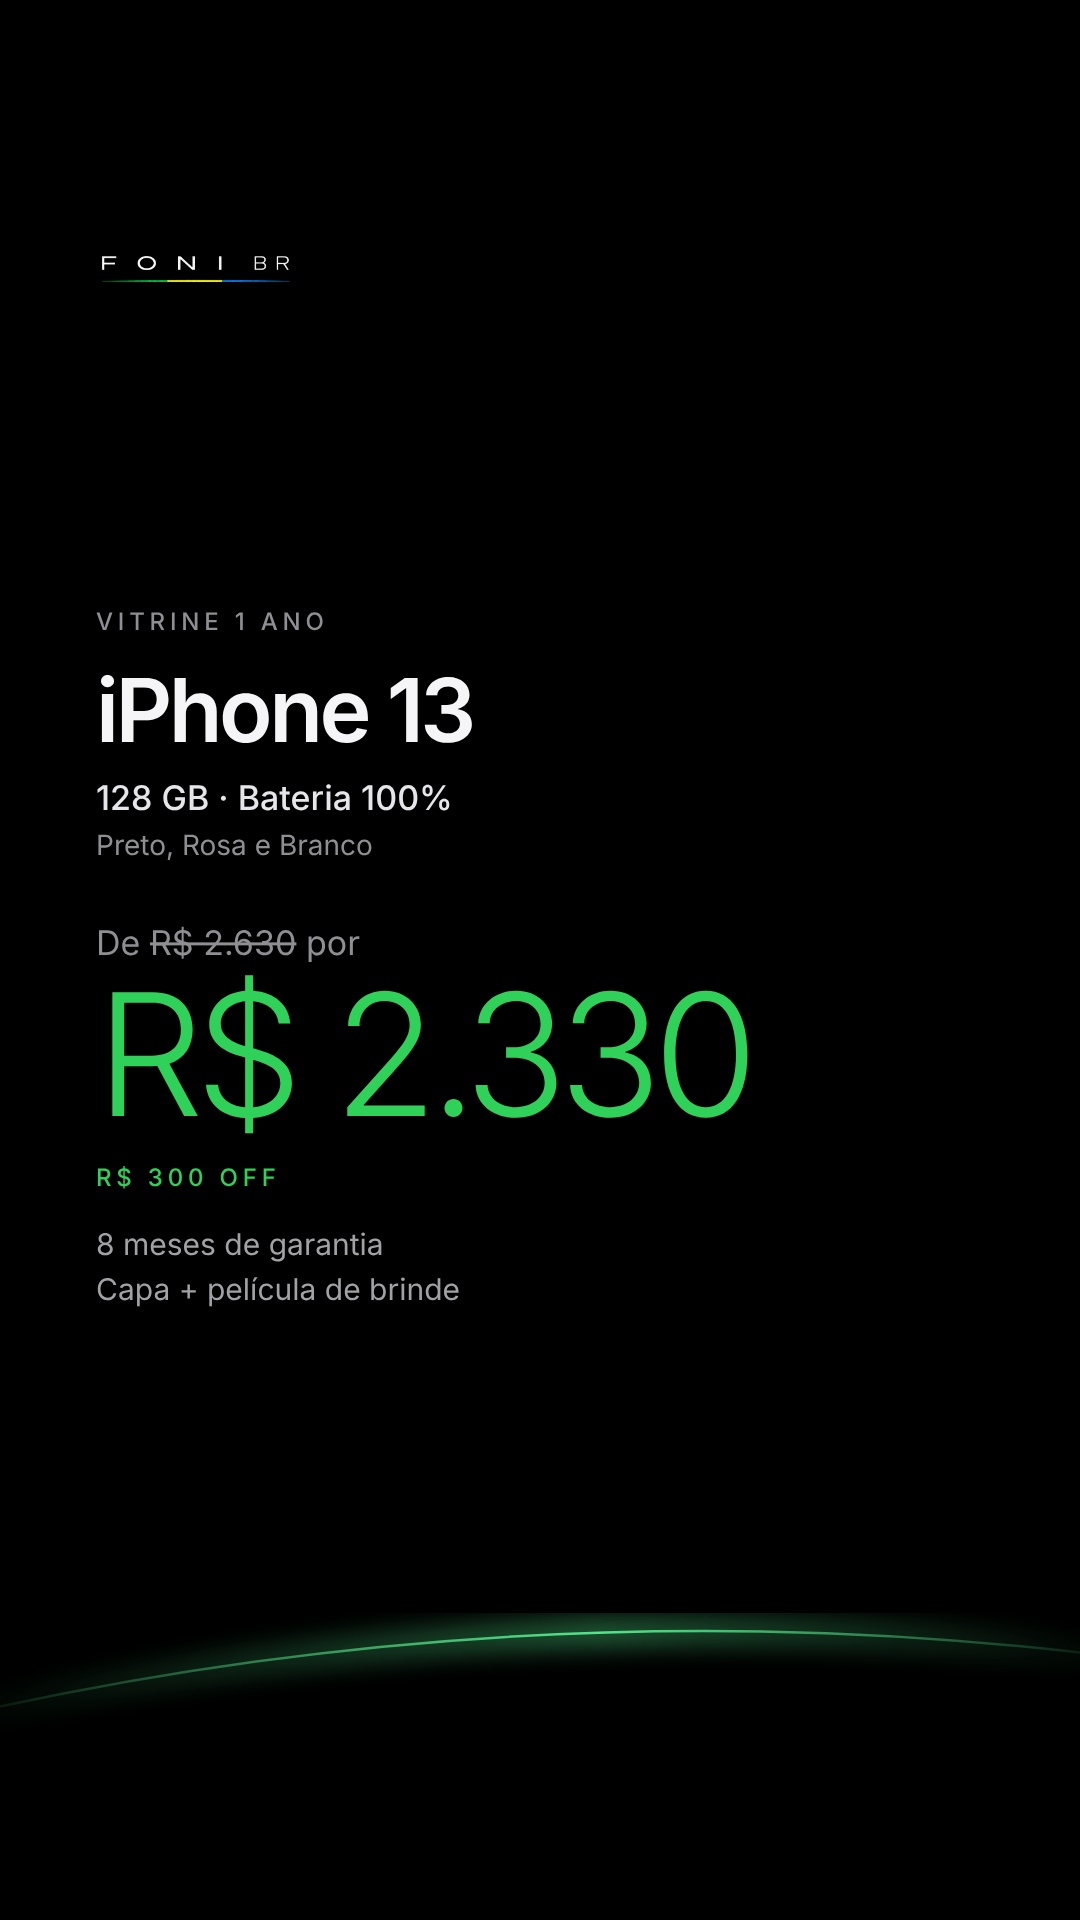 FONI BR
VITRINE 1 ANO
iPhone 13
128 GB · Bateria 100%
Preto, Rosa e Branco
De R$ 2.630 por
R$ 2.330
R$ 300 OFF
8 meses de garantia
Capa + película de brinde